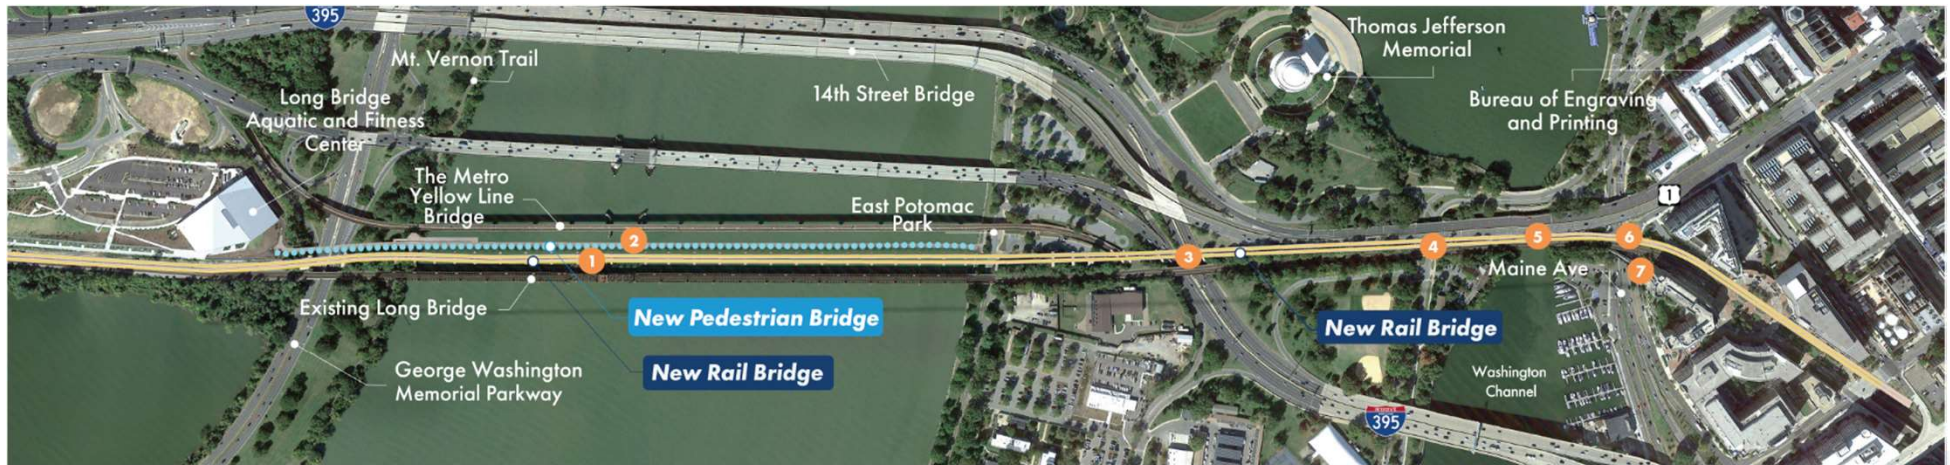 395
Mt. Vernon Trail
Long Bridge
Aquatic and Fitness
Center
14th Street Bridge
Thomas Jefferson
Memorial
Bureau of Engraving
and Printing
The Metro
Yellow Line
Bridge
East Potomac
Park
1
2
1
3
4
5
6
7
Maine Ave
Existing Long Bridge
New Pedestrian Bridge
New Rail Bridge
New Rail Bridge
George Washington
Memorial Parkway
Washington
Channel
395